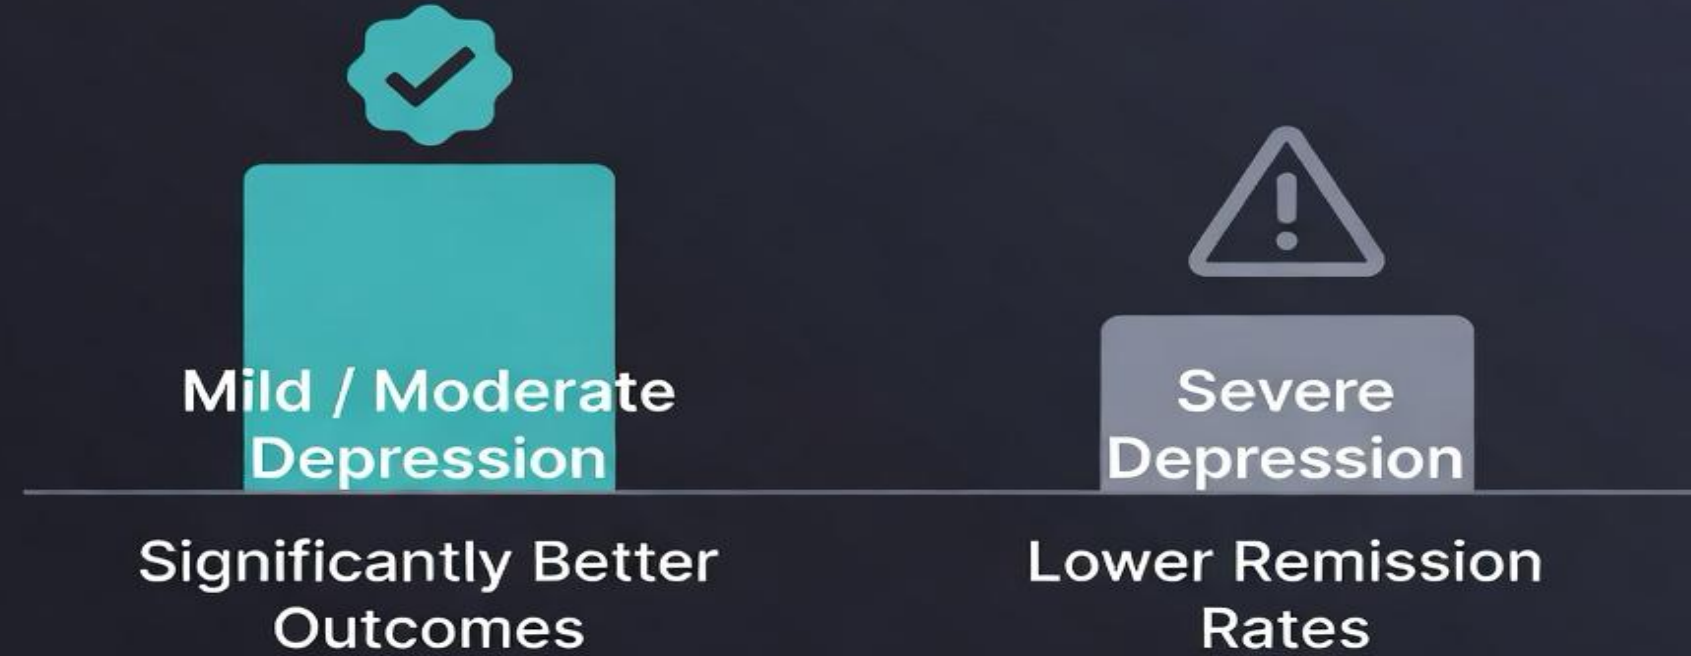 Mild / Moderate
Depression
Significantly Better
Outcomes
Severe
Depression
Lower Remission
Rates